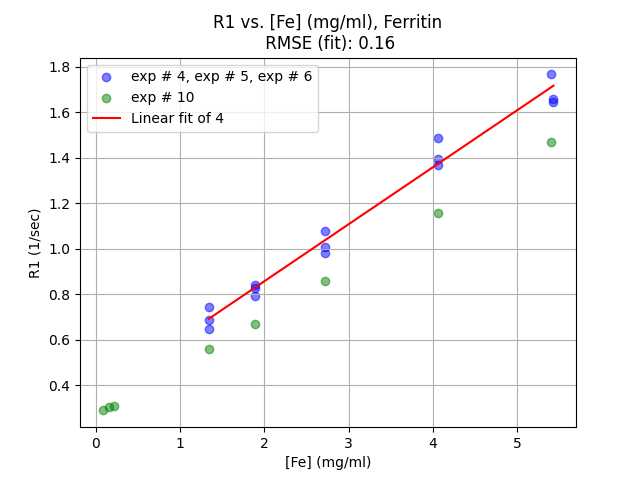 R1 vs. [Fe] (mg/ml), Ferritin
RMSE (fit): 0.16
exp # 4, exp # 5, exp # 6
exp # 10
Linear fit of 4
R1 (1/sec)
1.8
1.6
1.4
1.2
1.0
0.8
0.6
0.4
0 1 2 3 4 5
[Fe] (mg/ml)